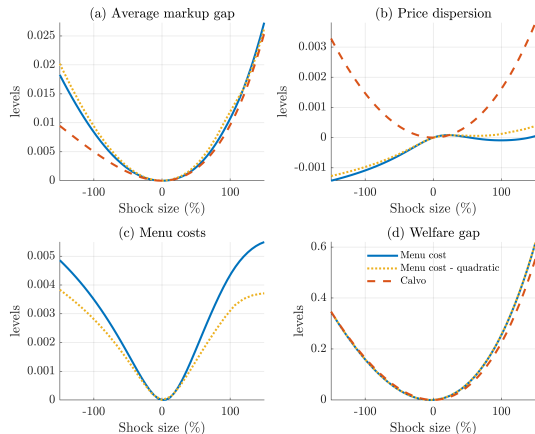 (a) Average markup gap
0.025
0.02
0.015
0.01
0.005
0
levels
-100 0 100
Shock size (%)
(b) Price dispersion
0.003
0.002
0.001
0
-0.001
levels
-100 0 100
Shock size (%)
(c) Menu costs
0.005
0.004
0.003
0.002
0.001
0
levels
-100 0 100
Shock size (%)
(d) Welfare gap
0.6
0.4
0.2
0
levels
Menu cost
Menu cost - quadratic
Calvo
-100 0 100
Shock size (%)